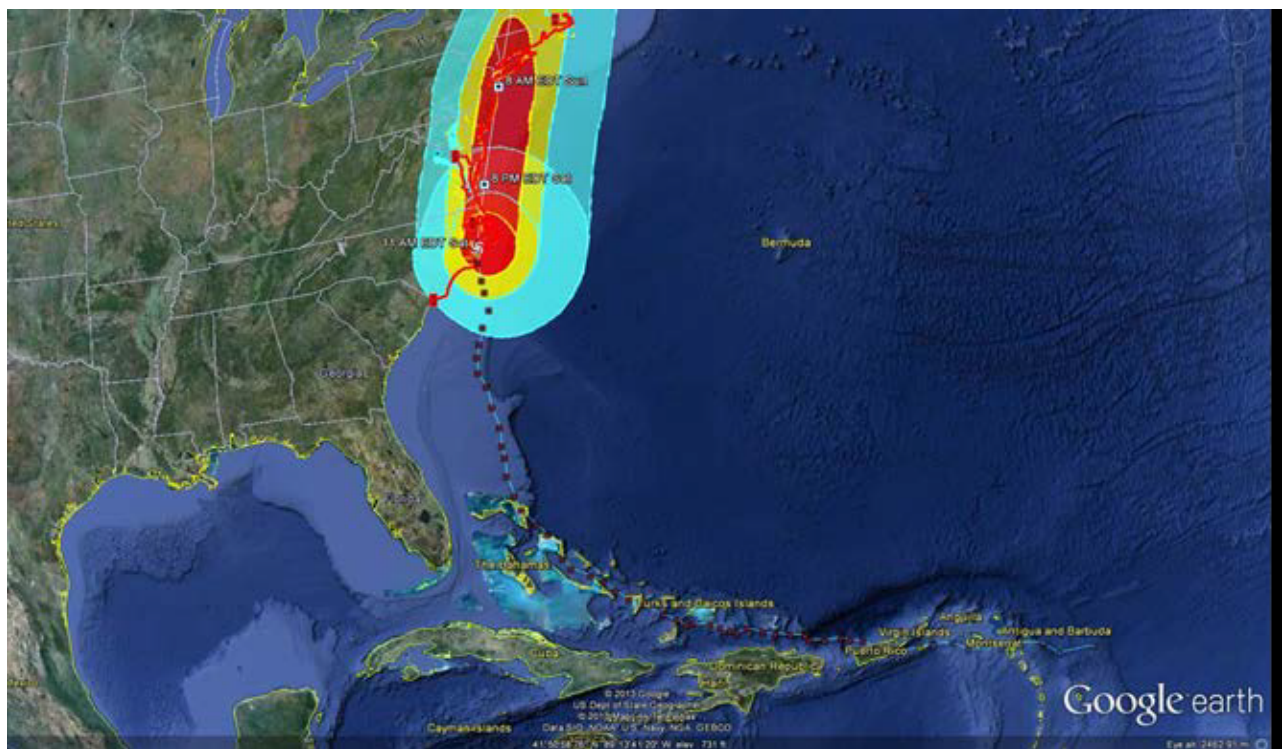 8 AM EDT Sun
8 PM EDT Sat
11 AM EDT Sat
Bermuda
Georgia
The Bahamas
Turks and Caicos Islands
Anguilla
Virgin Islands
Antigua and Barbuda
Montserrat
Puerto Rico
Cuba
Dominican Republic
Haiti
© 2013 Google
US Dept of State Geographer
Data SIO, NOAA, U.S. Navy, NGA, GEBCO
Cayman Islands
Google earth